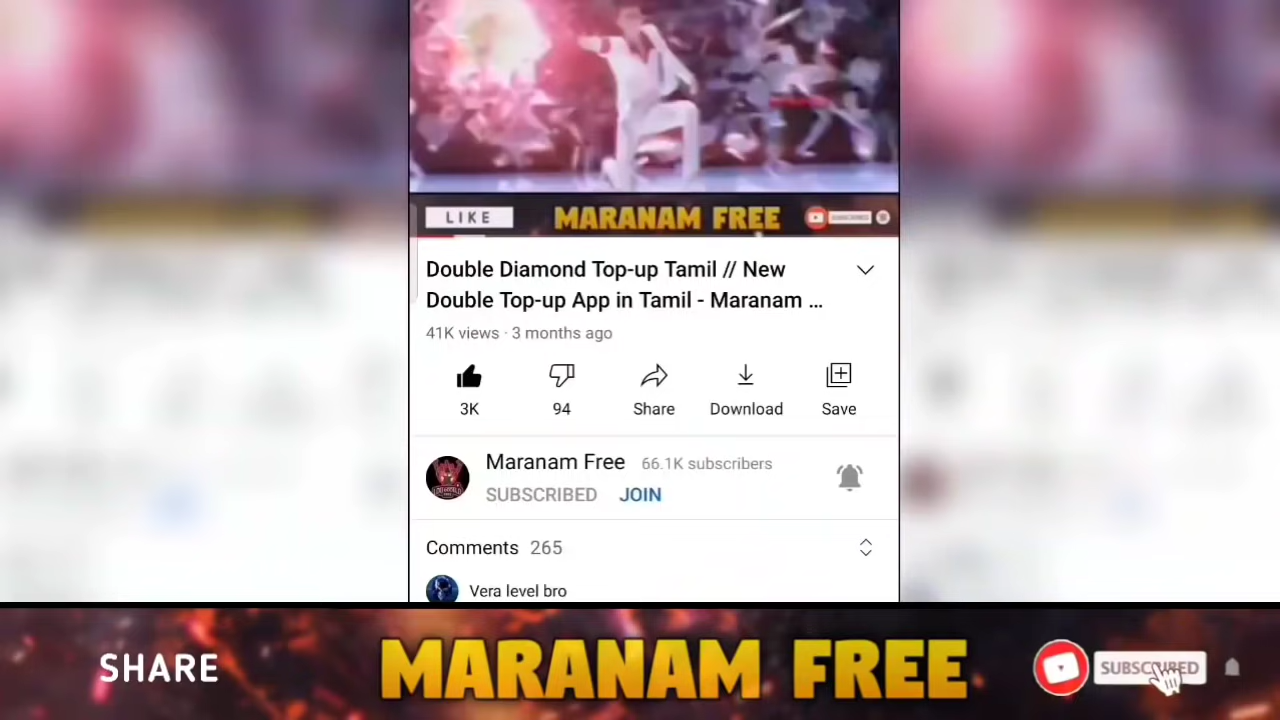 LIKE
MARANAM FREE
SUBSCRIBED
Double Diamond Top-up Tamil // New
Double Top-up App in Tamil - Maranam ...
41K views · 3 months ago
3K
94
Share
Download
Save
Maranam Free 66.1K subscribers
SUBSCRIBED JOIN
Comments 265
Vera level bro
SHARE
MARANAM FREE
SUBSCRIBED